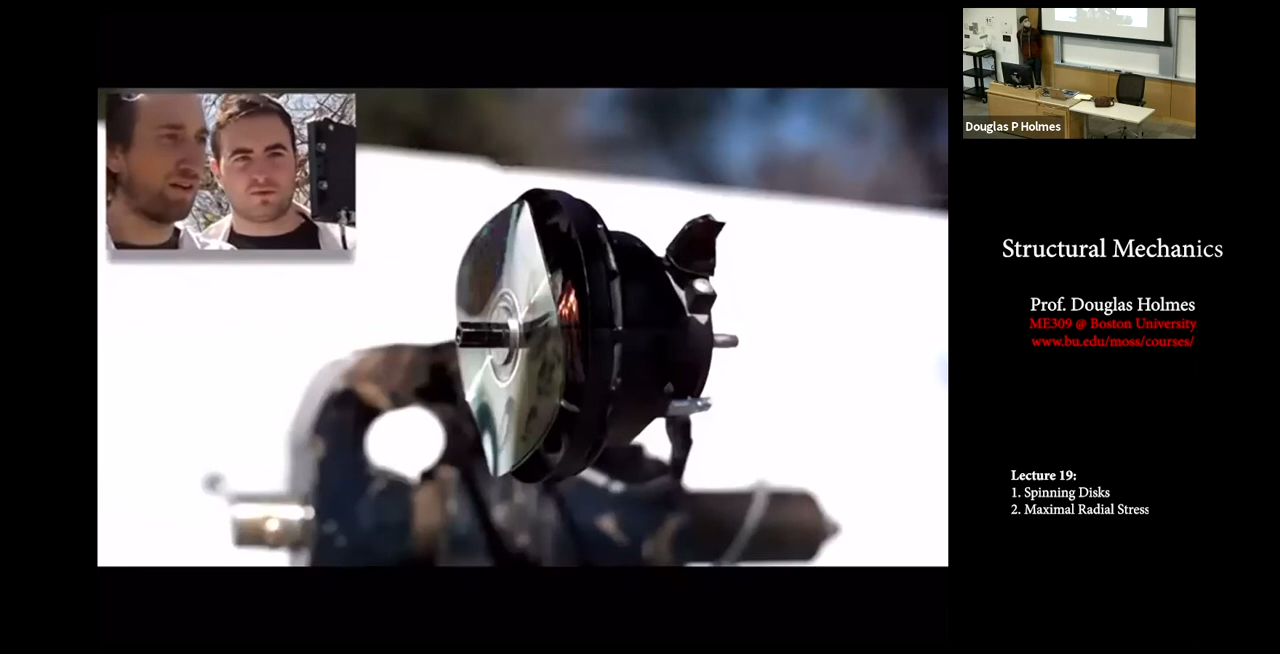 Douglas P Holmes
Structural Mechanics
Prof. Douglas Holmes
ME309 @ Boston University
www.bu.edu/moss/courses/
Lecture 19:
1. Spinning Disks
2. Maximal Radial Stress